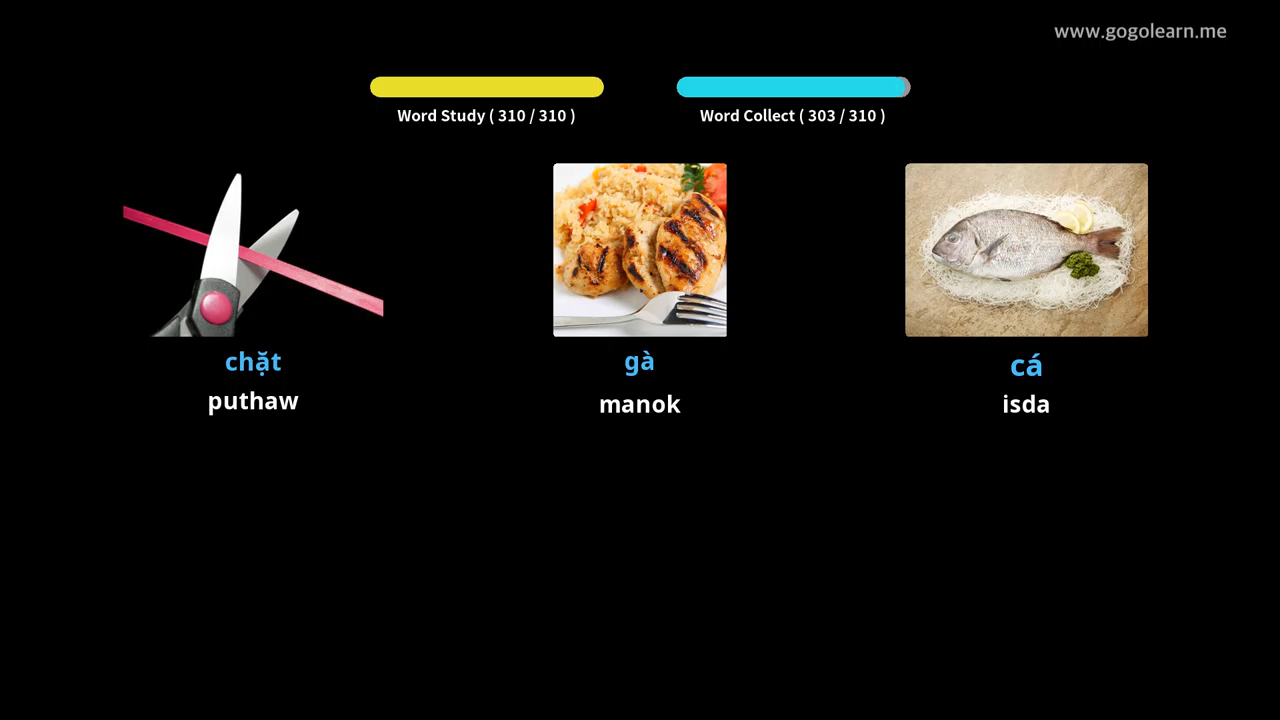 www.gogolearn.me
Word Study ( 310 / 310 )
Word Collect ( 303 / 310 )
chặt
gà
cá
puthaw
manok
isda